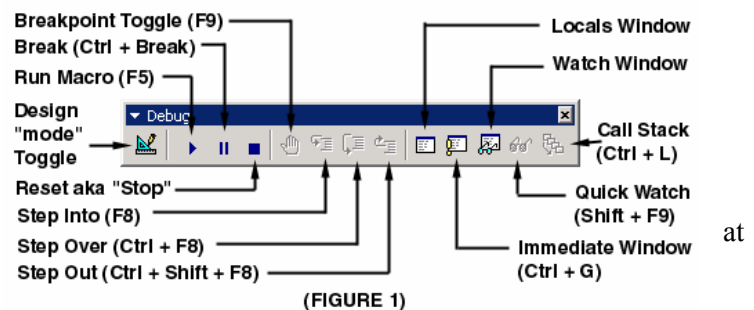 Breakpoint Toggle (F9)
Break (Ctrl + Break)
Run Macro (F5)
Design
"mode"
Toggle
Debug
Reset aka "Stop"
Step Into (F8)
Step Over (Ctrl + F8)
Step Out (Ctrl + Shift + F8)
Locals Window
Watch Window
Call Stack
(Ctrl + L)
Quick Watch
(Shift + F9)
Immediate Window
(Ctrl + G)
at
(FIGURE 1)